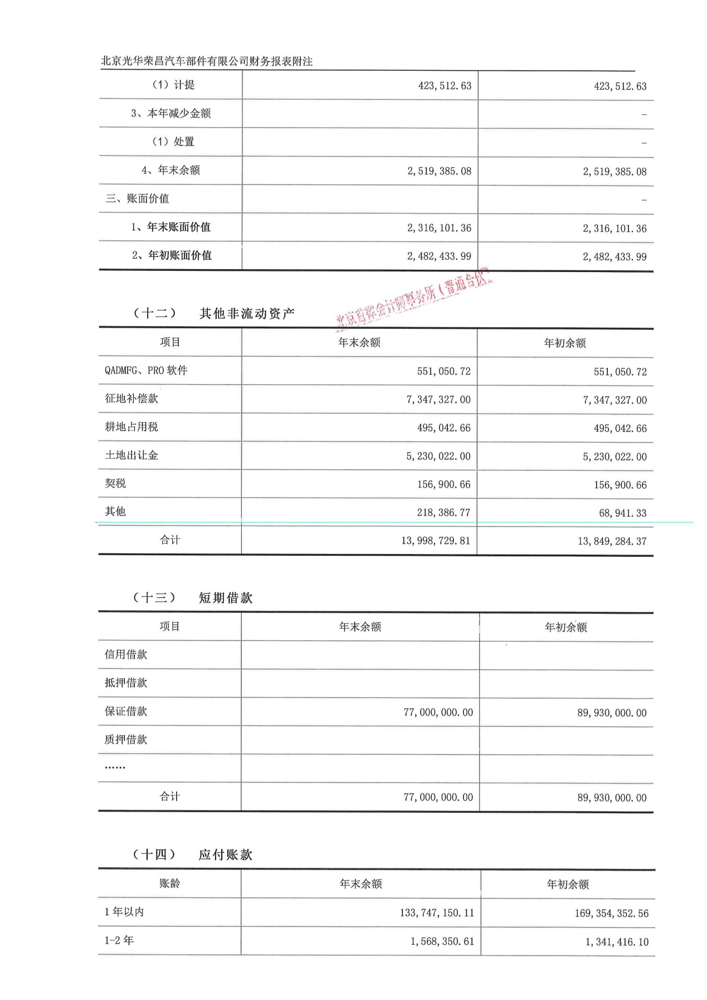 北京光华荣昌汽车部件有限公司财务报表附注
（1）计提 423,512.63 423,512.63
3、本年减少金额 –
（1）处置 –
4、年末余额 2,519,385.08 2,519,385.08
三、账面价值 –
1、年末账面价值 2,316,101.36 2,316,101.36
2、年初账面价值 2,482,433.99 2,482,433.99
会计师事务所（普通合伙
（十二） 其他非流动资产
项目 年末余额 年初余额
QADMFG、PRO 软件 551,050.72 551,050.72
征地补偿款 7,347,327.00 7,347,327.00
耕地占用税 495,042.66 495,042.66
土地出让金 5,230,022.00 5,230,022.00
契税 156,900.66 156,900.66
其他 218,386.77 68,941.33
合计 13,998,729.81 13,849,284.37
（十三） 短期借款
项目 年末余额 年初余额
信用借款
抵押借款
保证借款 77,000,000.00 89,930,000.00
质押借款
……
合计 77,000,000.00 89,930,000.00
（十四） 应付账款
账龄 年末余额 年初余额
1 年以内 133,747,150.11 169,354,352.56
1-2 年 1,568,350.61 1,341,416.10